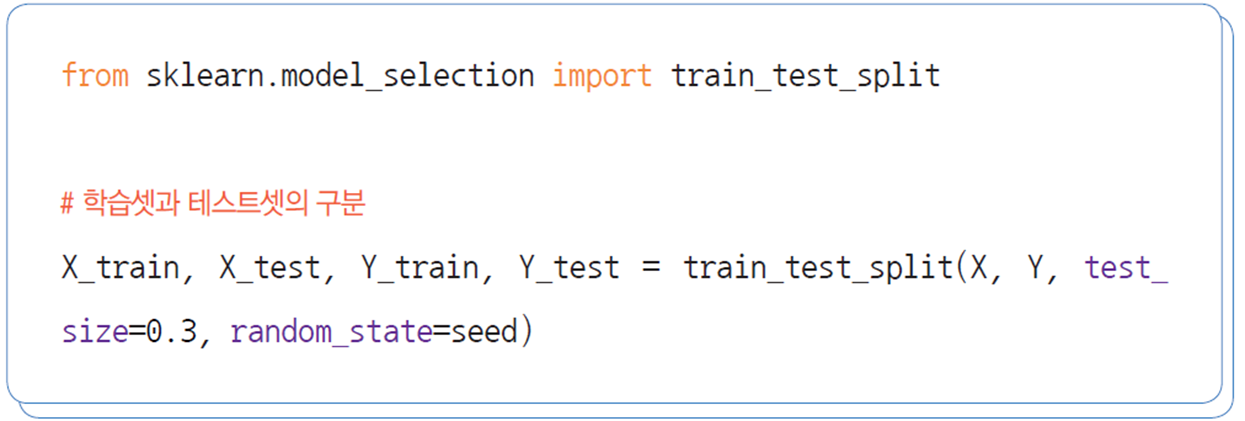 from sklearn.model_selection import train_test_split
# 학습셋과 테스트셋의 구분
X_train, X_test, Y_train, Y_test = train_test_split(X, Y, test_
size=0.3, random_state=seed)